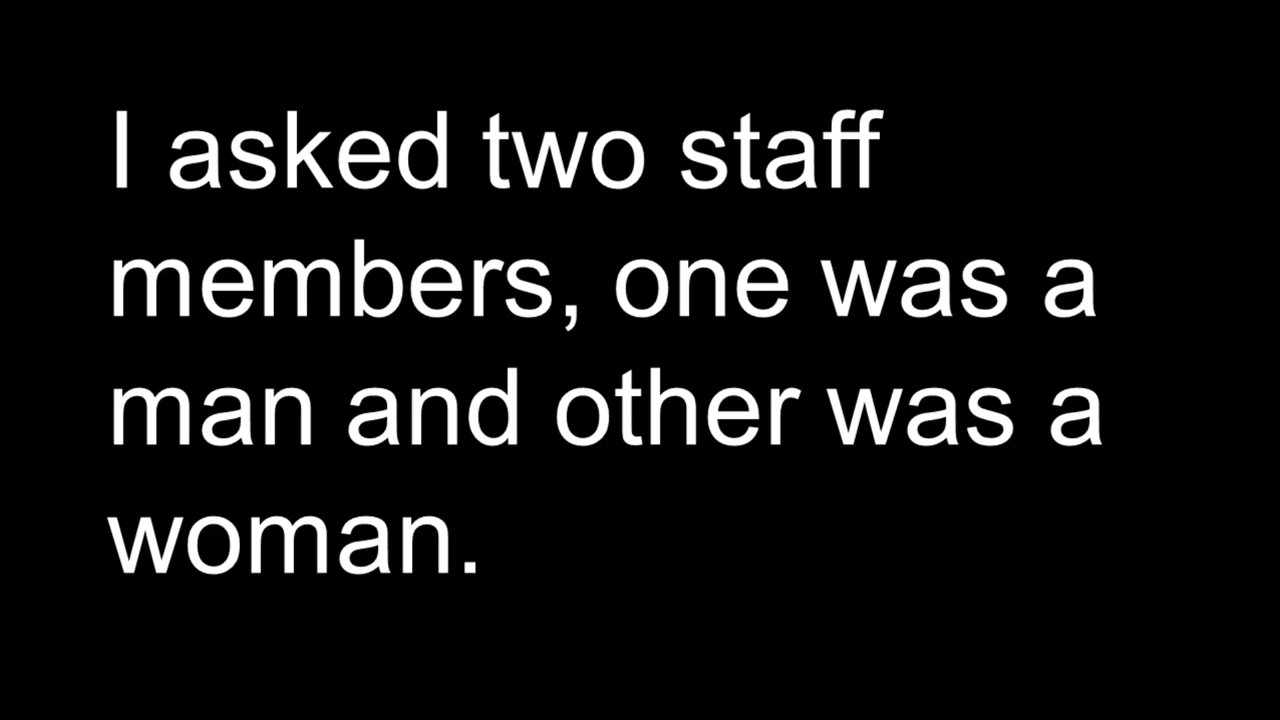 I asked two staff
members, one was a
man and other was a
woman.